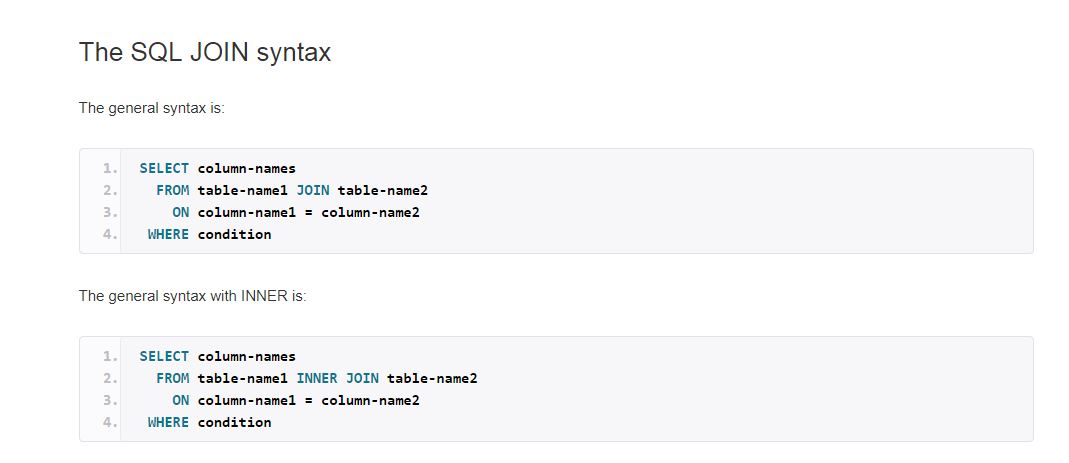 The SQL JOIN syntax
The general syntax is:
1. SELECT column-names
2. FROM table-name1 JOIN table-name2
3. ON column-name1 = column-name2
4. WHERE condition
The general syntax with INNER is:
1. SELECT column-names
2. FROM table-name1 INNER JOIN table-name2
3. ON column-name1 = column-name2
4. WHERE condition